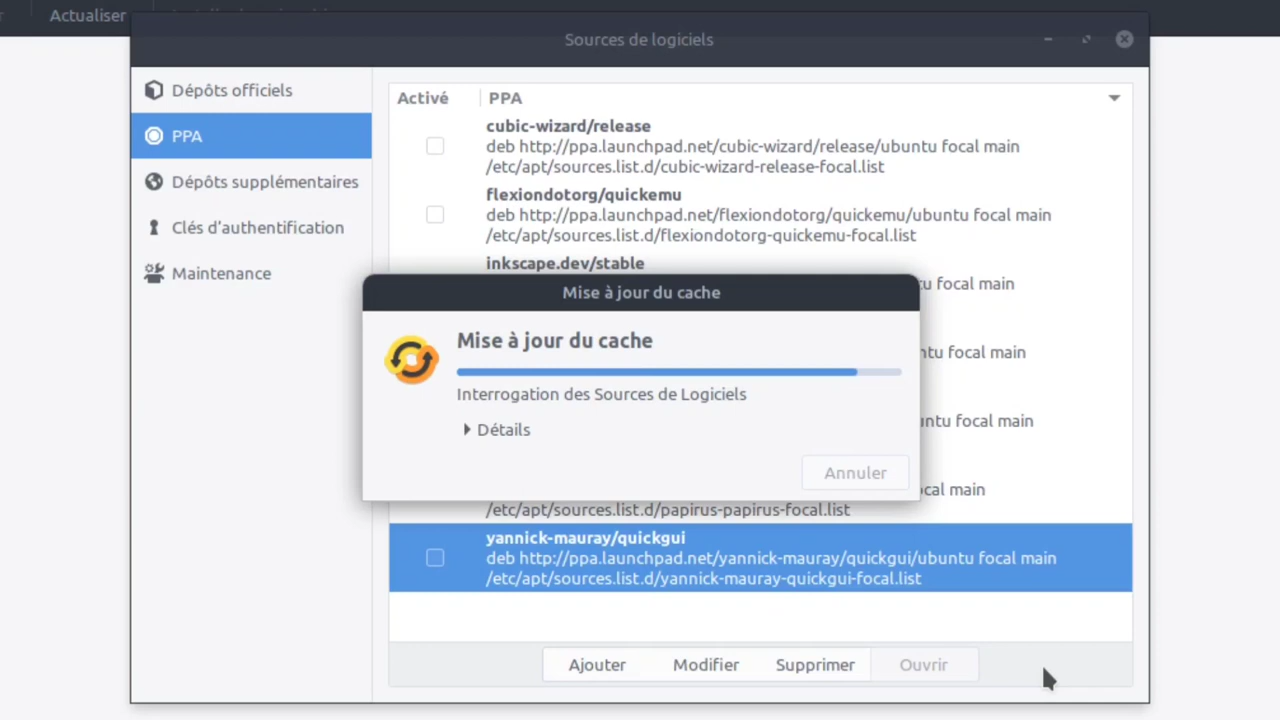 Actualiser
Sources de logiciels
Dépôts officiels
PPA
Dépôts supplémentaires
Clés d'authentification
Maintenance
Activé
PPA
cubic-wizard/release
deb http://ppa.launchpad.net/cubic-wizard/release/ubuntu focal main
/etc/apt/sources.list.d/cubic-wizard-release-focal.list
flexiondotorg/quickemu
deb http://ppa.launchpad.net/flexiondotorg/quickemu/ubuntu focal main
/etc/apt/sources.list.d/flexiondotorg-quickemu-focal.list
inkscape.dev/stable
focal main
focal main
focal main
main
/etc/apt/sources.list.d/papirus-papirus-focal.list
yannick-mauray/quickgui
deb http://ppa.launchpad.net/yannick-mauray/quickgui/ubuntu focal main
/etc/apt/sources.list.d/yannick-mauray-quickgui-focal.list
Mise à jour du cache
Mise à jour du cache
Interrogation des Sources de Logiciels
Détails
Annuler
Ajouter
Modifier
Supprimer
Ouvrir